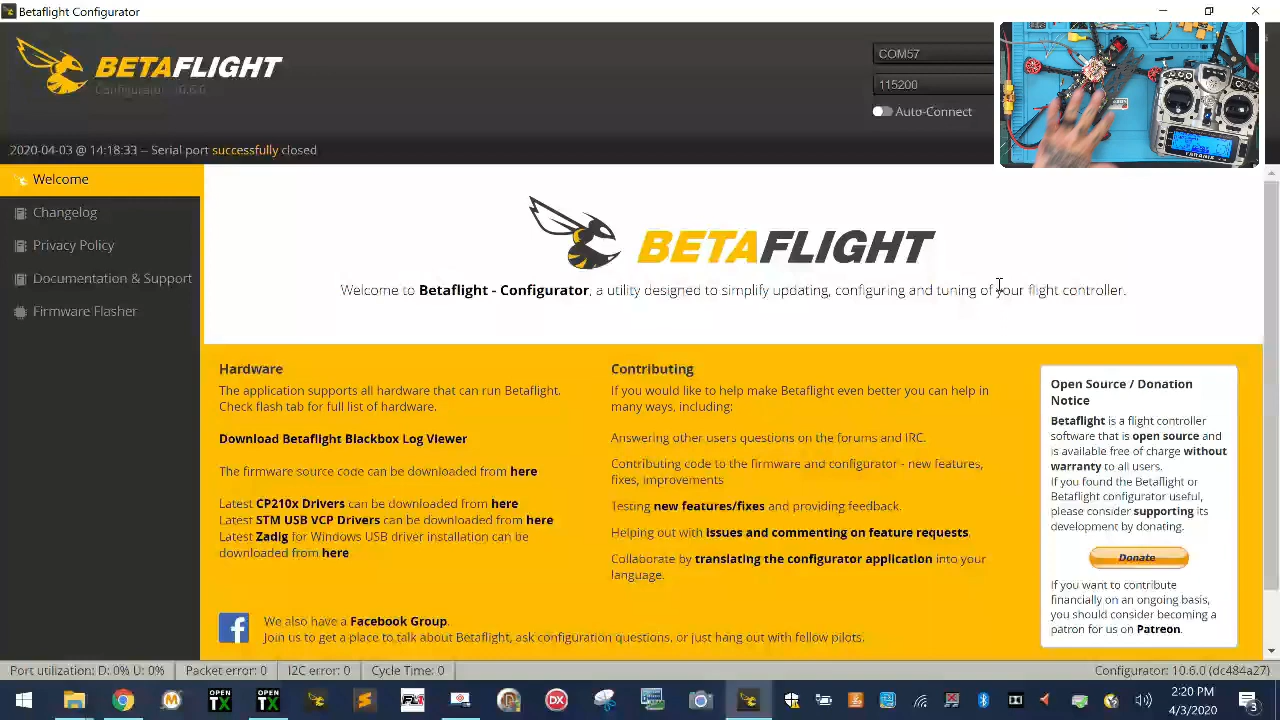 Betaflight Configurator
BETAFLIGHT
Configurator 10.6.0
COM57
115200
Auto-Connect
2020-04-03 @ 14:18:33 -- Serial port successfully closed
Welcome
Changelog
Privacy Policy
Documentation & Support
Firmware Flasher
BETAFLIGHT
Welcome to Betaflight - Configurator, a utility designed to simplify updating, configuring and tuning of your flight controller.
Hardware
The application supports all hardware that can run Betaflight.
Check flash tab for full list of hardware.
Download Betaflight Blackbox Log Viewer
The firmware source code can be downloaded from here
Latest CP210x Drivers can be downloaded from here
Latest STM USB VCP Drivers can be downloaded from here
Latest Zadig for Windows USB driver installation can be
downloaded from here
Contributing
If you would like to help make Betaflight even better you can help in
many ways, including:
Answering other users questions on the forums and IRC.
Contributing code to the firmware and configurator - new features,
fixes, improvements
Testing new features/fixes and providing feedback.
Helping out with issues and commenting on feature requests.
Collaborate by translating the configurator application into your
language.
Open Source / Donation
Notice
Betaflight is a flight controller
software that is open source and
is available free of charge without
warranty to all users.
If you found the Betaflight or
Betaflight configurator useful,
please consider supporting its
development by donating.
Donate
If you want to contribute
financially on an ongoing basis,
you should consider becoming a
patron for us on Patreon.
We also have a Facebook Group.
Join us to get a place to talk about Betaflight, ask configuration questions, or just hang out with fellow pilots.
Port utilization: D: 0% U: 0%
Packet error: 0
I2C error: 0
Cycle Time: 0
Configurator: 10.6.0 (dc484a27)
OPEN
TX
OPEN
TX
DX
2:20 PM
4/3/2020
3